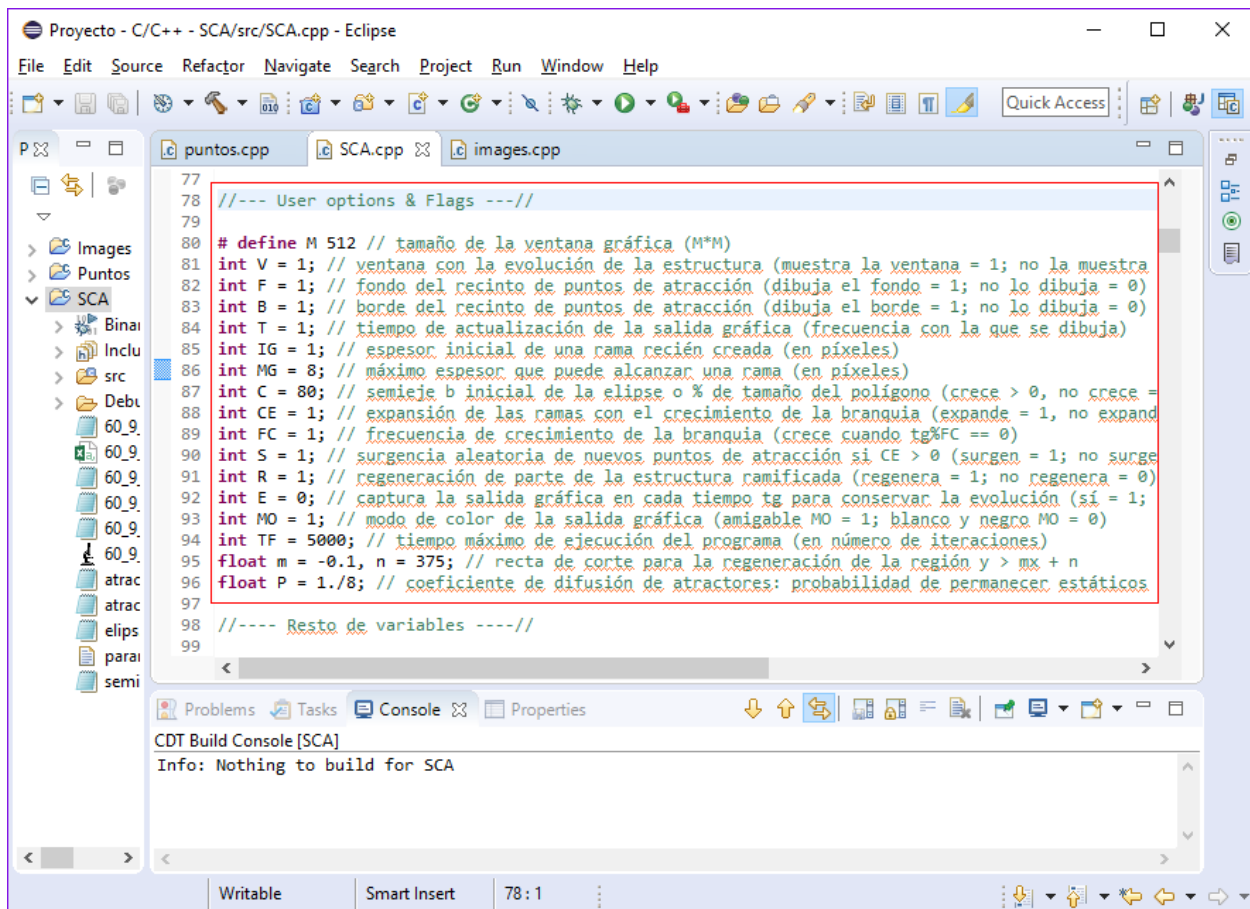 Proyecto - C/C++ - SCA/src/SCA.cpp - Eclipse
File Edit Source Refactor Navigate Search Project Run Window Help
Quick Access
P
puntos.cpp SCA.cpp images.cpp
Images
Puntos
SCA
Binai
Inclu
src
Debu
60_9_
60_9_
60_9_
60_9_
60_9_
60_9_
atrac
atrac
elips
parai
semi
77
78 //--- User options & Flags ---//
79
80 # define M 512 // tamaño de la ventana gráfica (M*M)
81 int V = 1; // ventana con la evolución de la estructura (muestra la ventana = 1; no la muestra
82 int F = 1; // fondo del recinto de puntos de atracción (dibuja el fondo = 1; no lo dibuja = 0)
83 int B = 1; // borde del recinto de puntos de atracción (dibuja el borde = 1; no lo dibuja = 0)
84 int T = 1; // tiempo de actualización de la salida gráfica (frecuencia con la que se dibuja)
85 int IG = 1; // espesor inicial de una rama recién creada (en píxeles)
86 int MG = 8; // máximo espesor que puede alcanzar una rama (en píxeles)
87 int C = 80; // semieje b inicial de la elipse o % de tamaño del polígono (crece > 0, no crece =
88 int CE = 1; // expansión de las ramas con el crecimiento de la branquia (expande = 1, no expand
89 int FC = 1; // frecuencia de crecimiento de la branquia (crece cuando tg%FC == 0)
90 int S = 1; // surgencia aleatoria de nuevos puntos de atracción si CE > 0 (surgen = 1; no surge
91 int R = 1; // regeneración de parte de la estructura ramificada (regenera = 1; no regenera = 0)
92 int E = 0; // captura la salida gráfica en cada tiempo tg para conservar la evolución (sí = 1;
93 int MO = 1; // modo de color de la salida gráfica (amigable MO = 1; blanco y negro MO = 0)
94 int TF = 5000; // tiempo máximo de ejecución del programa (en número de iteraciones)
95 float m = -0.1, n = 375; // recta de corte para la regeneración de la región y > mx + n
96 float P = 1./8; // coeficiente de difusión de atractores: probabilidad de permanecer estáticos
97
98 //---- Resto de variables ----//
99
Problems Tasks Console Properties
CDT Build Console [SCA]
Info: Nothing to build for SCA
Writable Smart Insert 78 : 1